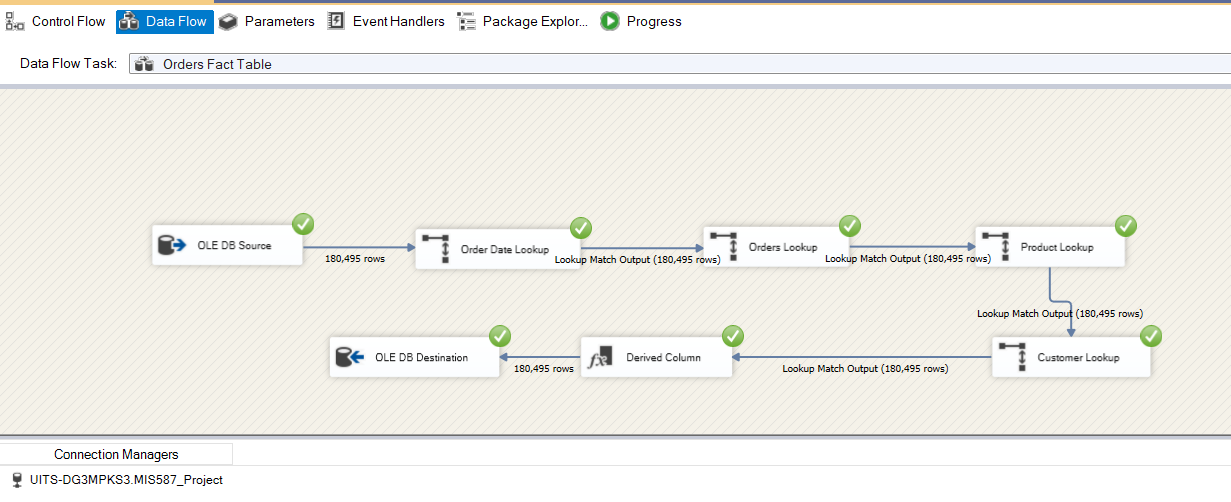 Control Flow Data Flow Parameters Event Handlers Package Explor... Progress
Data Flow Task: Orders Fact Table
OLE DB Source
180,495 rows
Order Date Lookup
Lookup Match Output (180,495 rows)
Orders Lookup
Lookup Match Output (180,495 rows)
Product Lookup
Lookup Match Output (180,495 rows)
Customer Lookup
Lookup Match Output (180,495 rows)
fx Derived Column
180,495 rows
OLE DB Destination
Connection Managers
UITS-DG3MPKS3.MIS587_Project